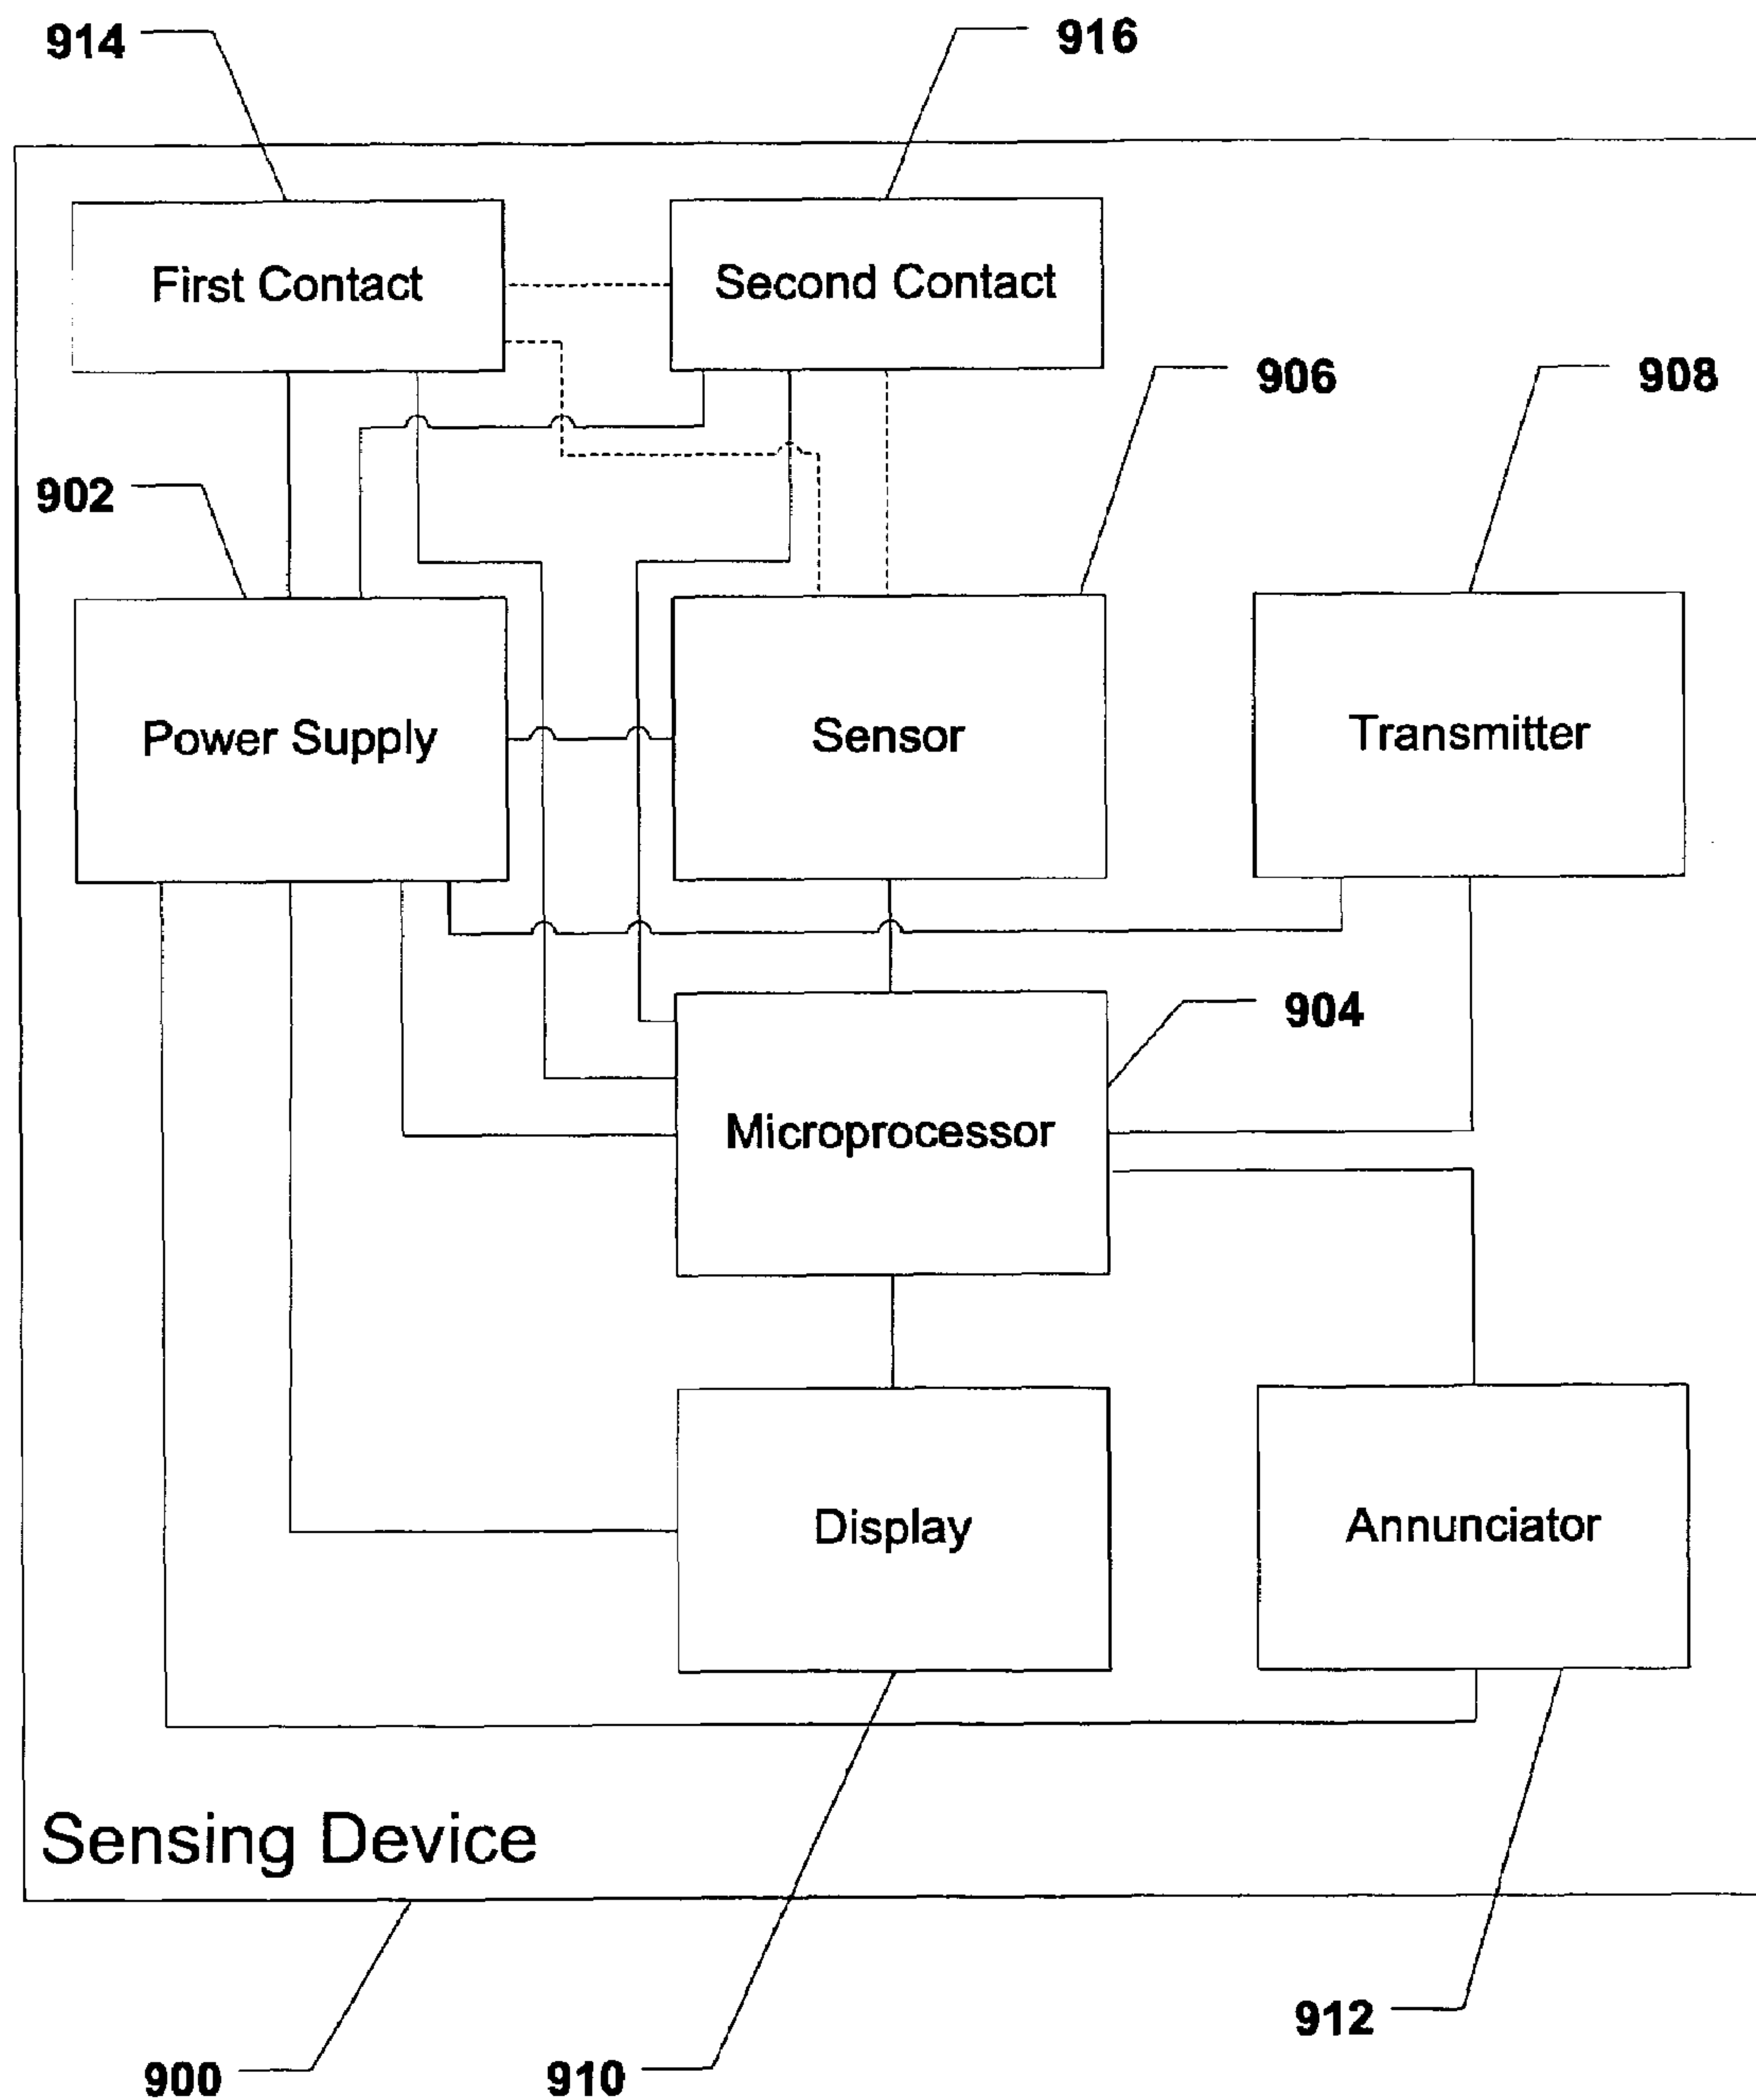 914
916
First Contact
Second Contact
906
908
902
Power Supply
Sensor
Transmitter
904
Microprocessor
Display
Annunciator
Sensing Device
912
900
910